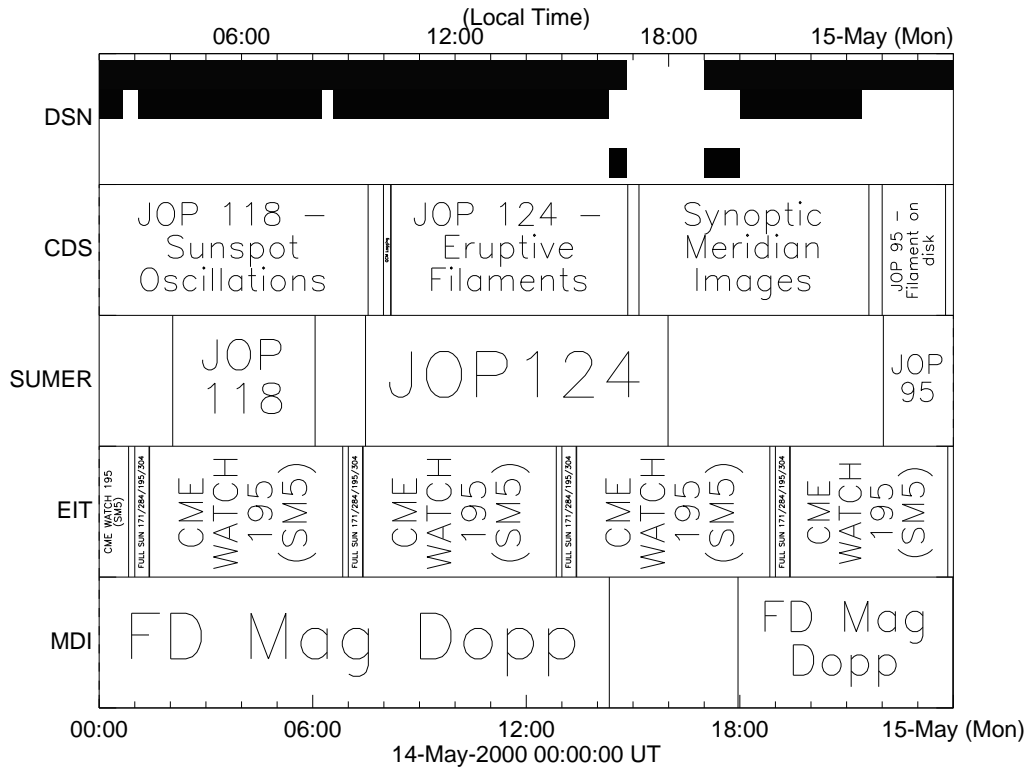 (Local Time)
06:00 12:00 18:00 15-May (Mon)
DSN
CDS
JOP 118 –
Sunspot
Oscillations
JOP 124 –
Eruptive
Filaments
Synoptic
Meridian
Images
JOP 95 –
Filament on
disk
SUMER
JOP
118
JOP124
JOP
95
EIT
CME WATCH 195
(SM5)
FULL SUN 171/284/195/304
CME
WATCH
195
(SM5)
FULL SUN 171/284/195/304
CME
WATCH
195
(SM5)
FULL SUN 171/284/195/304
CME
WATCH
195
(SM5)
FULL SUN 171/284/195/304
CME
WATCH
195
(SM5)
MDI
FD Mag Dopp
FD Mag
Dopp
00:00 06:00 12:00 18:00 15-May (Mon)
14-May-2000 00:00:00 UT